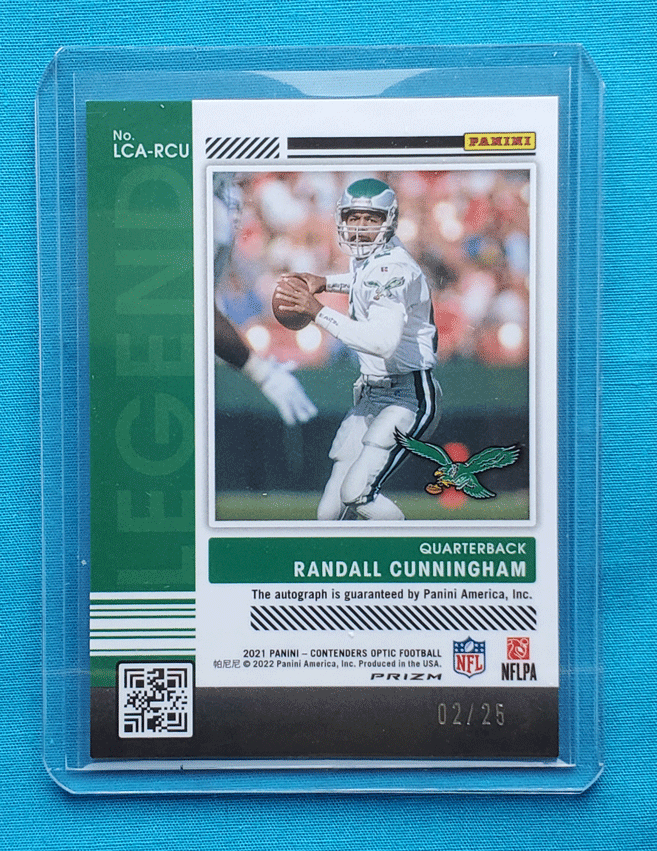 No.
LCA-RCU
PANINI
LEGEND
QUARTERBACK
RANDALL CUNNINGHAM
The autograph is guaranteed by Panini America, Inc.
2021 PANINI – CONTENDERS OPTIC FOOTBALL
帕尼尼 © 2022 Panini America, Inc. Produced in the USA.
PRIZM
NFL
NFLPA
02/25